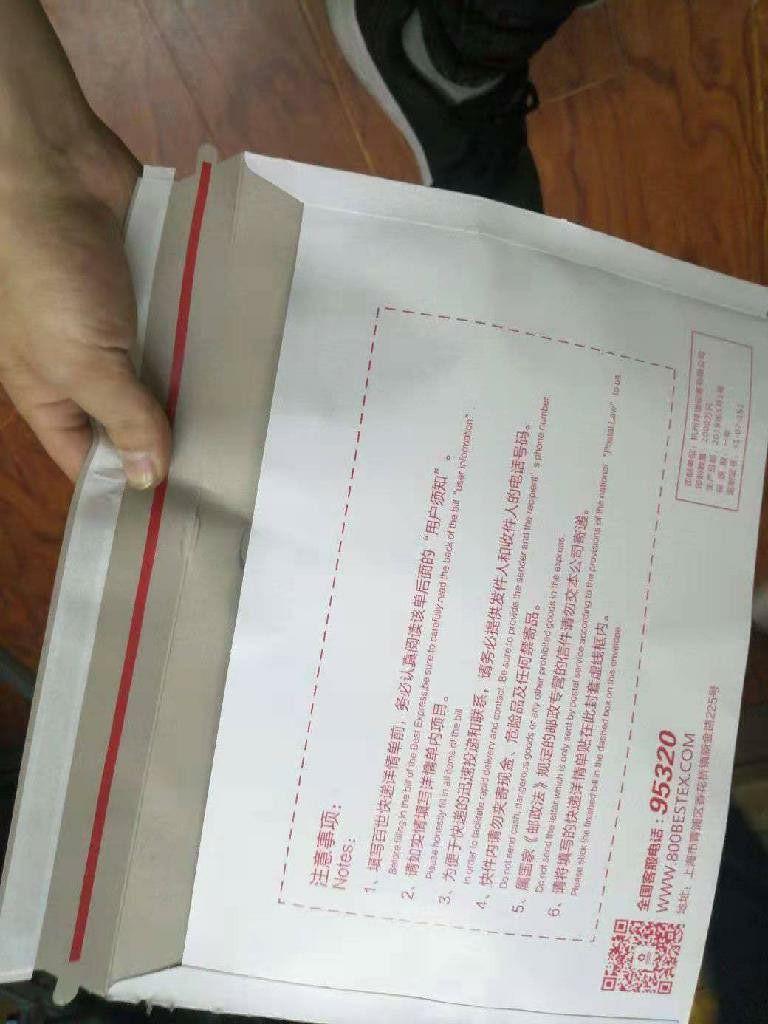 注意事项：
Notes:
1、填写百世快递详情单前，务必认真阅读该单后面的“用户须知”。
Before filling in the bill of the Best Express,be sure to carefully read the back of the bill "user information"
2、请如实情填写详情单内项目。
Please honestly fill in all items of the bill
3、为便于快递的迅速投递和联系，请务必提供发件人和收件人的电话号码。
In order to facilitate rapid delivery and contact. Be sure to provide the sender and the recipient's phone number.
4、快件内请勿夹寄现金、危险品及任何禁寄品。
Do not send cash, dangerous goods or any other prohibited goods in the express.
5、属国家《邮政法》规定的邮政专营的信件请勿交本公司寄递。
Do not send the letter which is only sent by postal service according to the provisions of the national "Postal Law" to us
6、请将填写的快递详情单贴在此封套虚线框内。
Please stick the finished bill in the dashed box on this envelope.
全国客服电话：95320
WWW.800BESTEX.COM
地址：上海市青浦区香花桥镇新金路225号